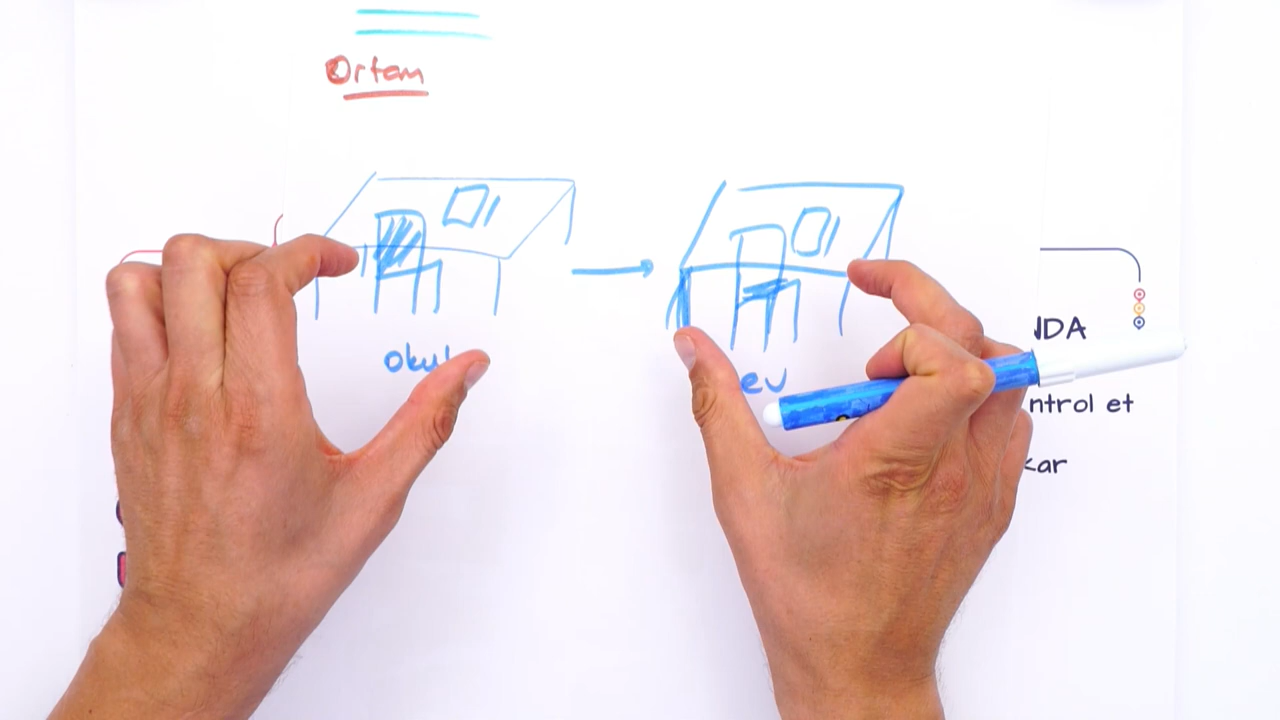 Ortam
okul
ev
NDA
ntrol et
kar